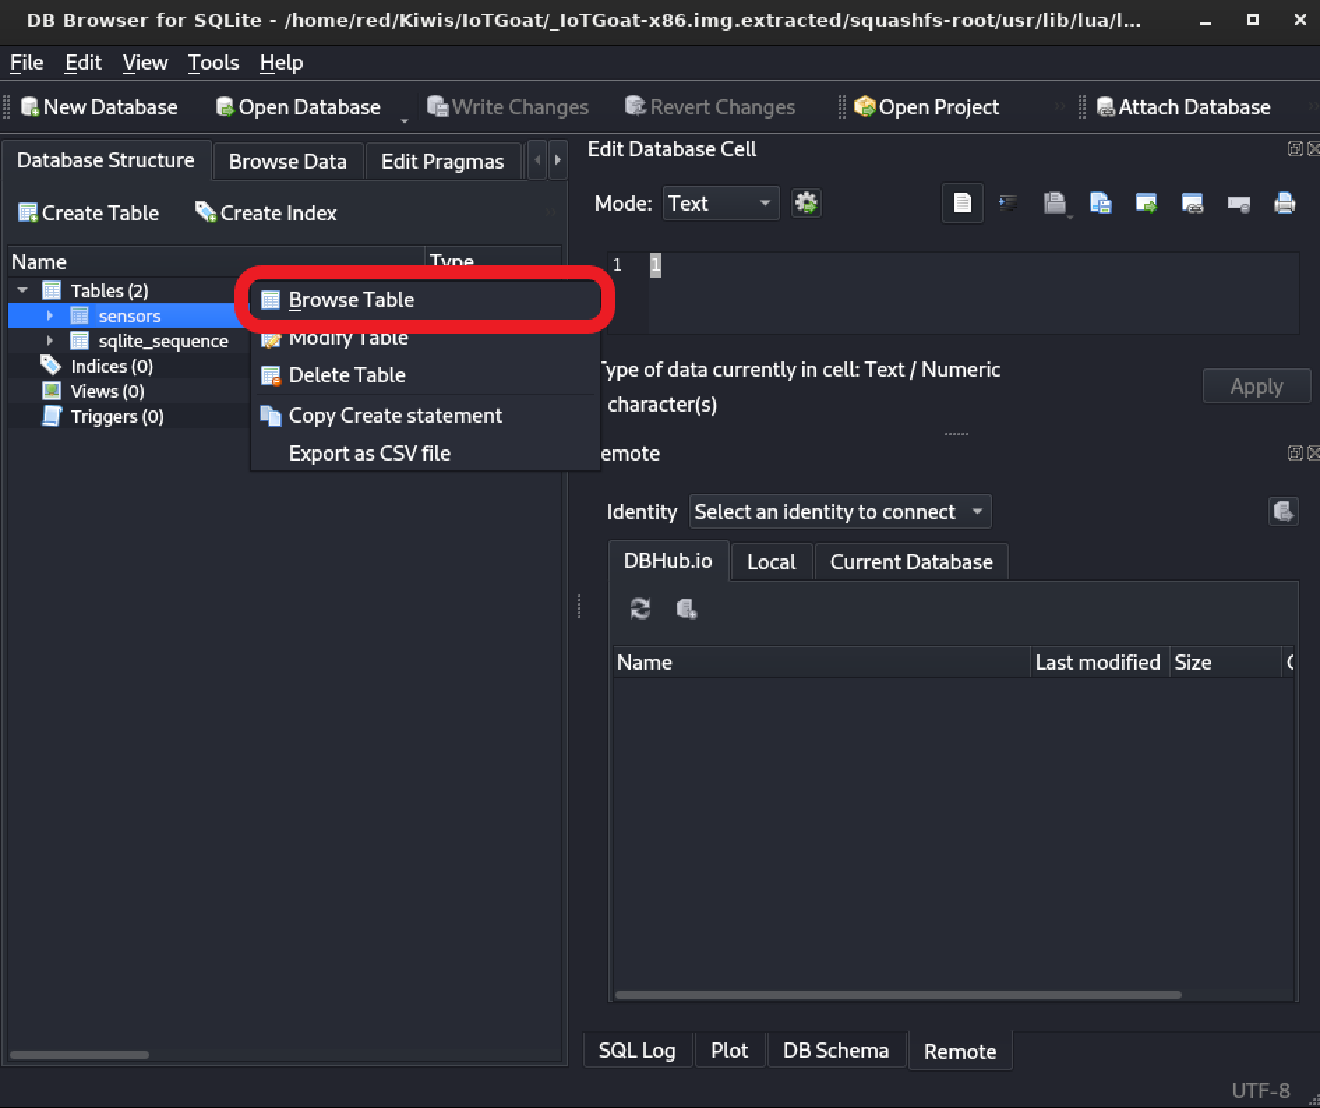 DB Browser for SQLite - /home/red/Kiwis/IoTGoat/_IoTGoat-x86.img.extracted/squashfs-root/usr/lib/lua/l...
File Edit View Tools Help
New Database Open Database Write Changes Revert Changes Open Project Attach Database
Database Structure Browse Data Edit Pragmas
Create Table Create Index
Name Type
Tables (2)
sensors
sqlite_sequence
Indices (0)
Views (0)
Triggers (0)
Browse Table
Modify Table
Delete Table
Copy Create statement
Export as CSV file
Edit Database Cell
Mode: Text
1 1
Type of data currently in cell: Text / Numeric
character(s)
Apply
emote
Identity Select an identity to connect
DBHub.io Local Current Database
Name Last modified Size
SQL Log Plot DB Schema Remote
UTF-8